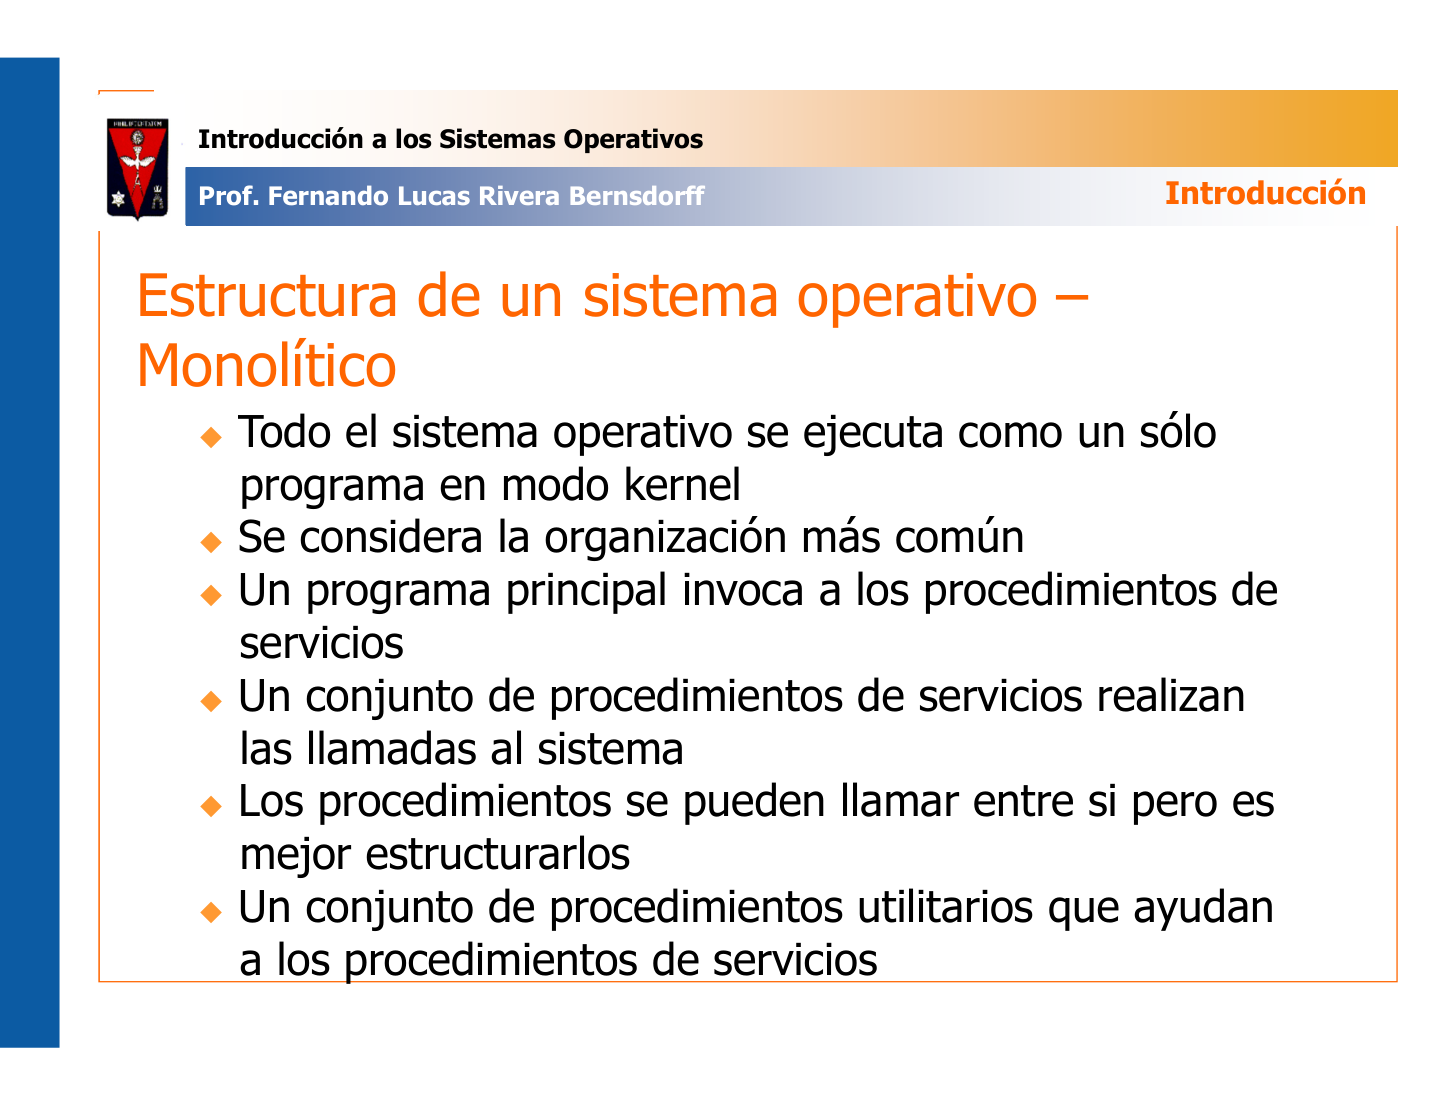 Introducción a los Sistemas Operativos
Prof. Fernando Lucas Rivera Bernsdorff
Introducción
Estructura de un sistema operativo –
Monolítico
Todo el sistema operativo se ejecuta como un sólo
programa en modo kernel
Se considera la organización más común
Un programa principal invoca a los procedimientos de
servicios
Un conjunto de procedimientos de servicios realizan
las llamadas al sistema
Los procedimientos se pueden llamar entre si pero es
mejor estructurarlos
Un conjunto de procedimientos utilitarios que ayudan
a los procedimientos de servicios